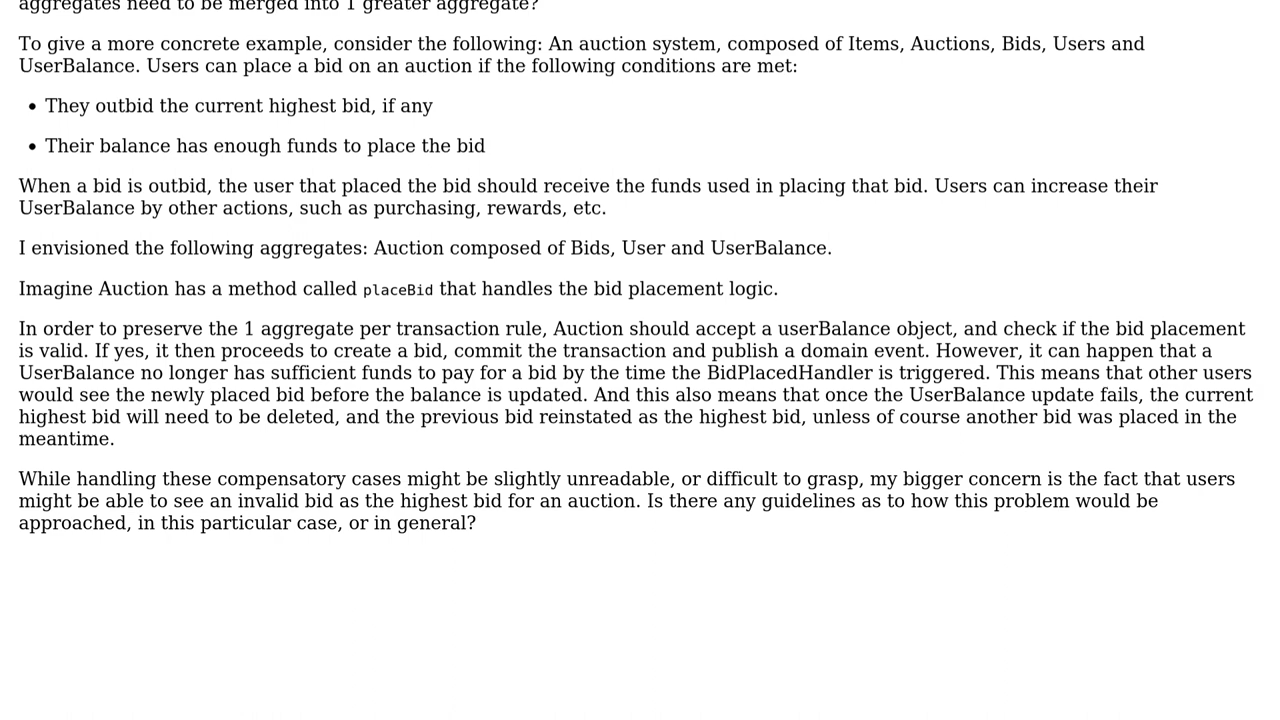 aggregates need to be merged into 1 greater aggregate?
To give a more concrete example, consider the following: An auction system, composed of Items, Auctions, Bids, Users and
UserBalance. Users can place a bid on an auction if the following conditions are met:
• They outbid the current highest bid, if any
• Their balance has enough funds to place the bid
When a bid is outbid, the user that placed the bid should receive the funds used in placing that bid. Users can increase their
UserBalance by other actions, such as purchasing, rewards, etc.
I envisioned the following aggregates: Auction composed of Bids, User and UserBalance.
Imagine Auction has a method called placeBid that handles the bid placement logic.
In order to preserve the 1 aggregate per transaction rule, Auction should accept a userBalance object, and check if the bid placement
is valid. If yes, it then proceeds to create a bid, commit the transaction and publish a domain event. However, it can happen that a
UserBalance no longer has sufficient funds to pay for a bid by the time the BidPlacedHandler is triggered. This means that other users
would see the newly placed bid before the balance is updated. And this also means that once the UserBalance update fails, the current
highest bid will need to be deleted, and the previous bid reinstated as the highest bid, unless of course another bid was placed in the
meantime.
While handling these compensatory cases might be slightly unreadable, or difficult to grasp, my bigger concern is the fact that users
might be able to see an invalid bid as the highest bid for an auction. Is there any guidelines as to how this problem would be
approached, in this particular case, or in general?